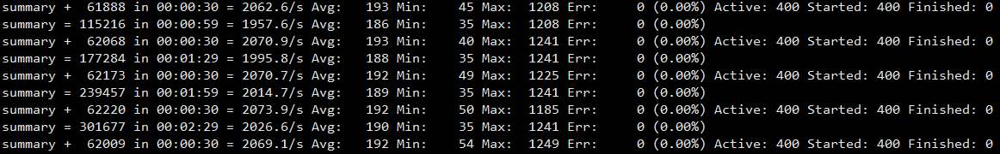 summary +  61888 in 00:00:30 = 2062.6/s Avg:   193 Min:    45 Max:  1208 Err:     0 (0.00%) Active: 400 Started: 400 Finished: 0
summary = 115216 in 00:00:59 = 1957.6/s Avg:   186 Min:    35 Max:  1208 Err:     0 (0.00%)
summary +  62068 in 00:00:30 = 2070.9/s Avg:   193 Min:    40 Max:  1241 Err:     0 (0.00%) Active: 400 Started: 400 Finished: 0
summary = 177284 in 00:01:29 = 1995.8/s Avg:   188 Min:    35 Max:  1241 Err:     0 (0.00%)
summary +  62173 in 00:00:30 = 2070.7/s Avg:   192 Min:    49 Max:  1225 Err:     0 (0.00%) Active: 400 Started: 400 Finished: 0
summary = 239457 in 00:01:59 = 2014.7/s Avg:   189 Min:    35 Max:  1241 Err:     0 (0.00%)
summary +  62220 in 00:00:30 = 2073.9/s Avg:   192 Min:    50 Max:  1185 Err:     0 (0.00%) Active: 400 Started: 400 Finished: 0
summary = 301677 in 00:02:29 = 2026.6/s Avg:   190 Min:    35 Max:  1241 Err:     0 (0.00%)
summary +  62009 in 00:00:30 = 2069.1/s Avg:   192 Min:    54 Max:  1249 Err:     0 (0.00%) Active: 400 Started: 400 Finished: 0